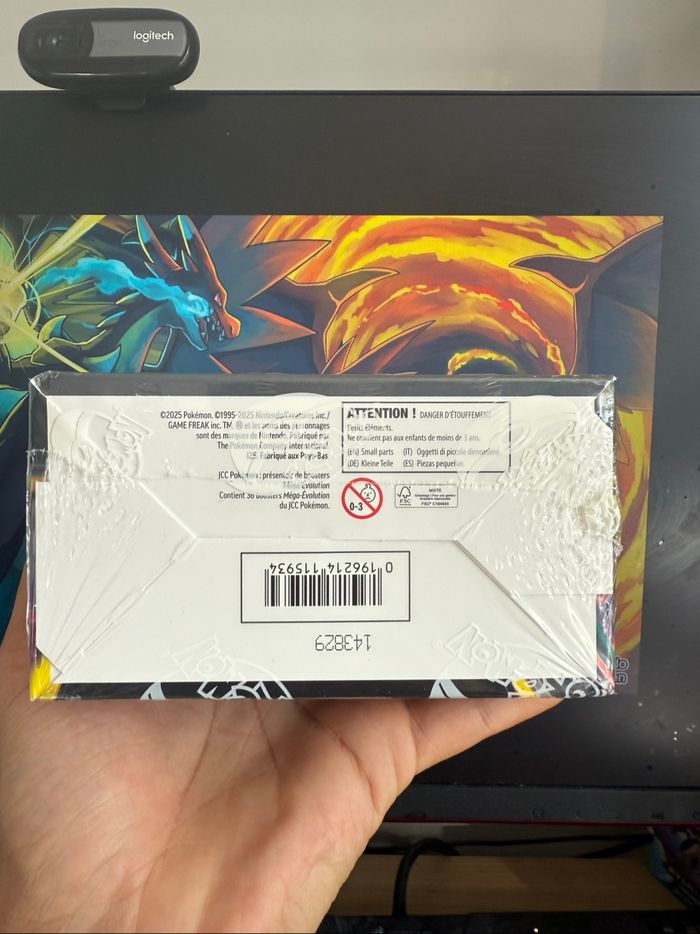 logitech
©2025 Pokémon. ©1995-2025 Nintendo/Creatures Inc./
GAME FREAK inc. TM, ® et les noms des personnages
sont des marques de Nintendo. Fabriqué par
The Pokémon Company International.
125. Fabriqué aux Pays-Bas.
JCC Pokémon : présentoir de boosters
Méga-Évolution
Contient 36 boosters Méga-Évolution
du JCC Pokémon.
ATTENTION ! DANGER D'ÉTOUFFEMENT
Petits éléments.
Ne convient pas aux enfants de moins de 3 ans.
(EN) Small parts (IT) Oggetti di piccole dimensioni
(DE) Kleine Teile (ES) Piezas pequeñas
0-3
FSC
MIXTE
FSC® C184845
0 196214 115934
143829